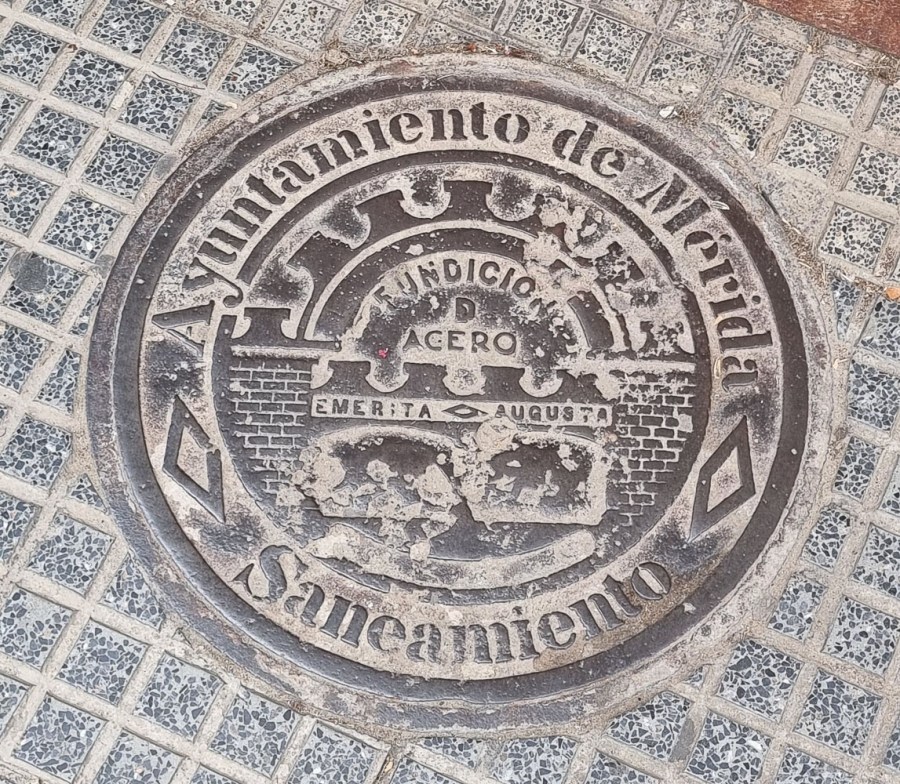 Ayuntamiento de Mérida
FUNDICION
D
ACERO
EMERITA AUGUSTA
Saneamiento